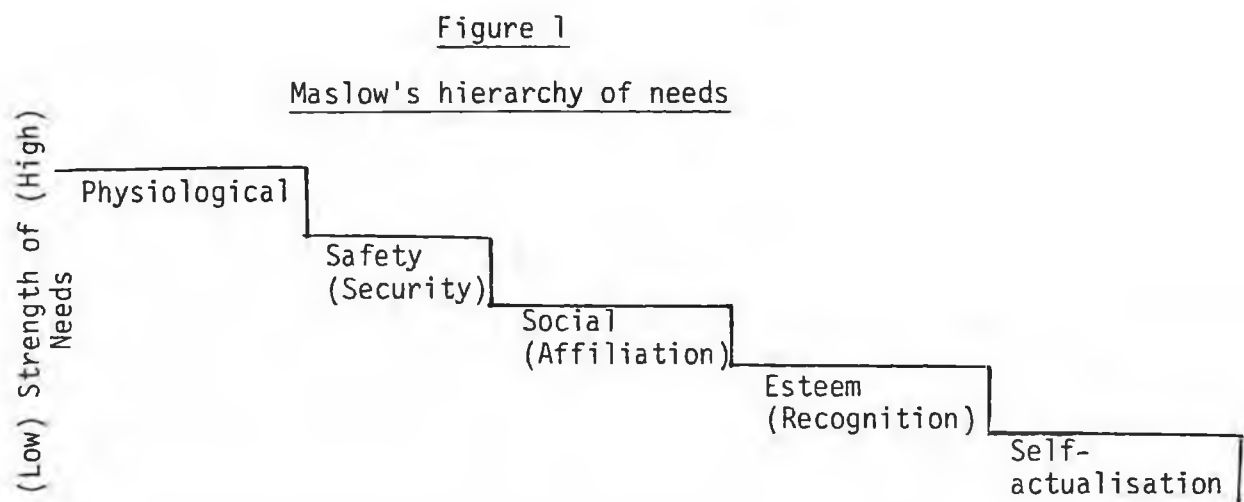 Figure 1
Maslow's hierarchy of needs
(Low) Strength of (High)
Needs
Physiological
Safety
(Security)
Social
(Affiliation)
Esteem
(Recognition)
Self-
actualisation